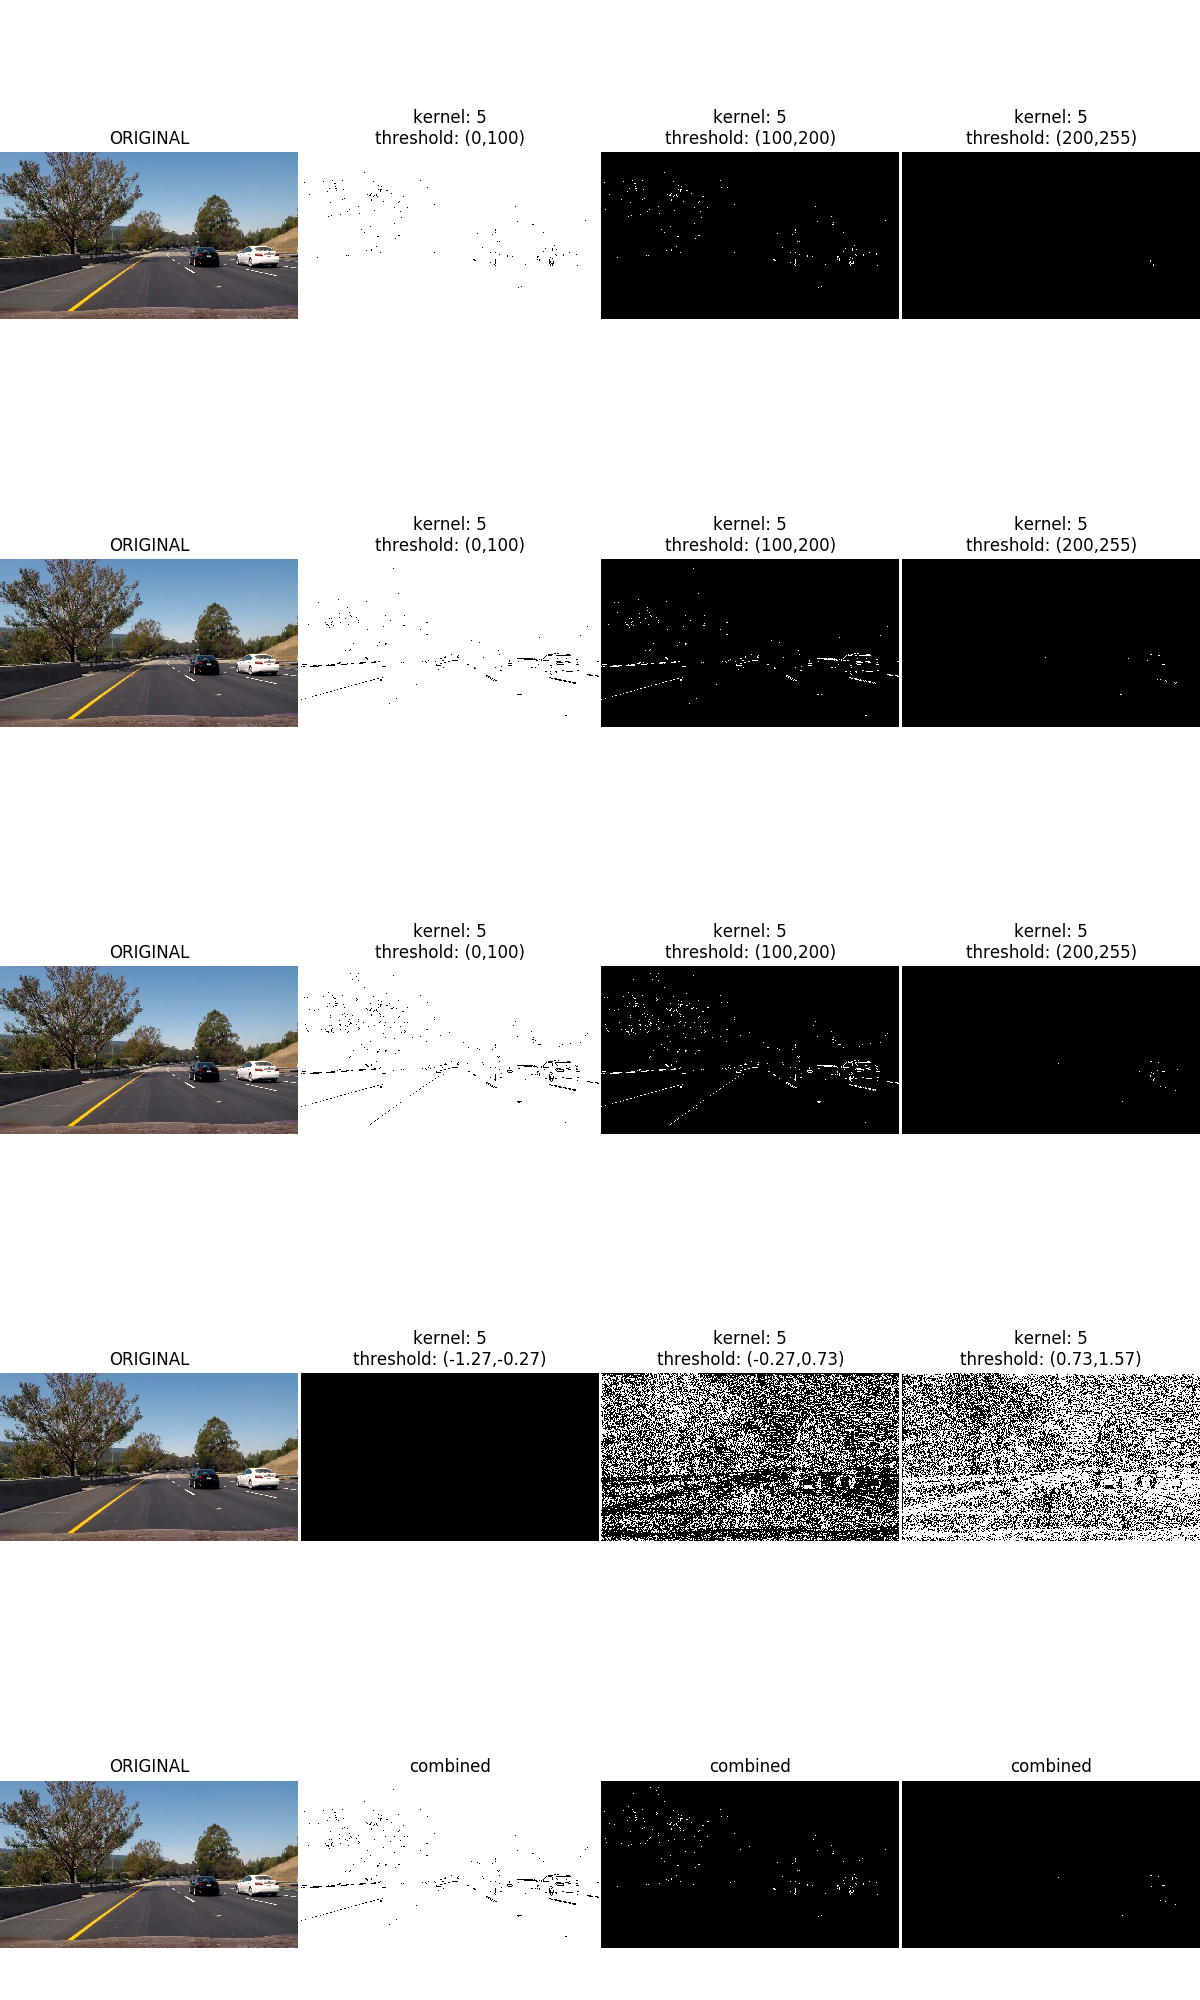 ORIGINAL
kernel: 5
threshold: (0,100)
kernel: 5
threshold: (100,200)
kernel: 5
threshold: (200,255)
ORIGINAL
kernel: 5
threshold: (0,100)
kernel: 5
threshold: (100,200)
kernel: 5
threshold: (200,255)
ORIGINAL
kernel: 5
threshold: (0,100)
kernel: 5
threshold: (100,200)
kernel: 5
threshold: (200,255)
ORIGINAL
kernel: 5
threshold: (-1.27,-0.27)
kernel: 5
threshold: (-0.27,0.73)
kernel: 5
threshold: (0.73,1.57)
ORIGINAL
combined
combined
combined